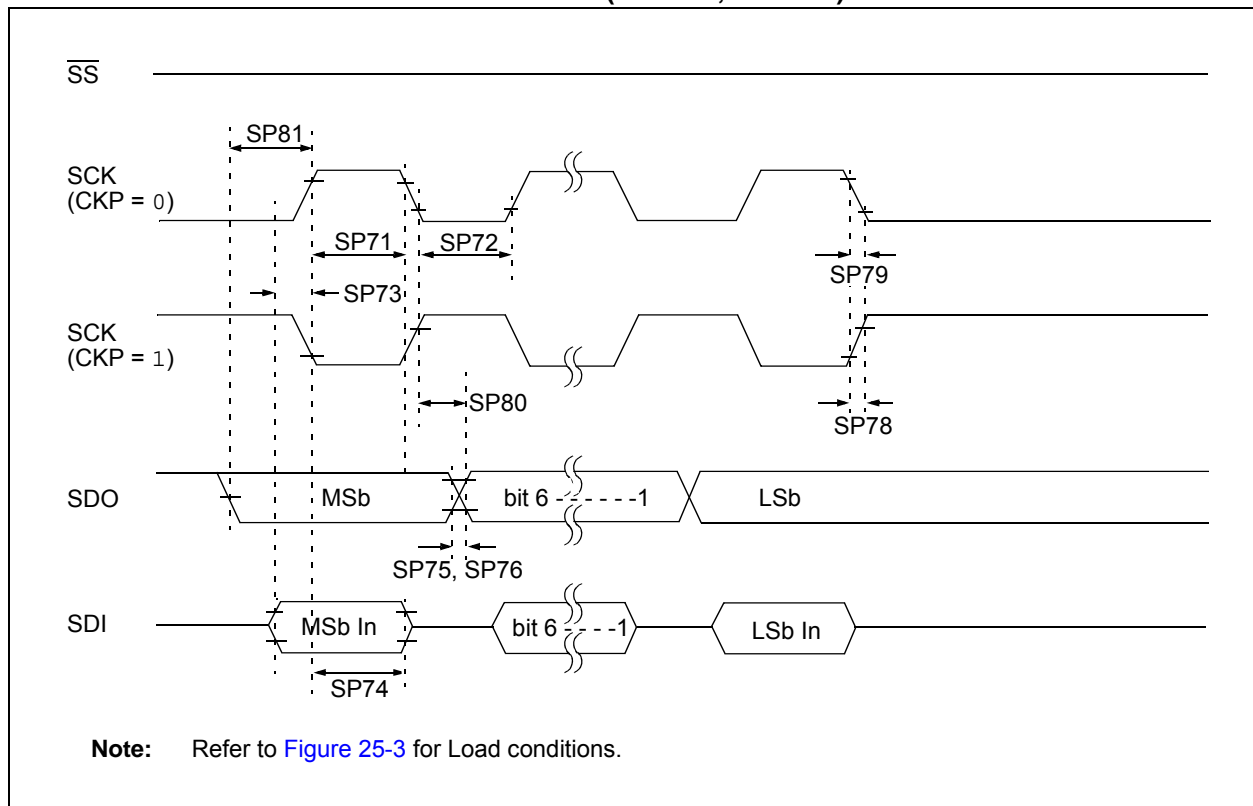 SS
SP81
SCK
(CKP = 0)
SP71
SP72
SP79
SP73
SCK
(CKP = 1)
SP80
SP78
SDO
MSb
bit 6 - - - - - -1
LSb
SP75, SP76
SDI
MSb In
bit 6 - - - -1
LSb In
SP74
Note: Refer to Figure 25-3 for Load conditions.